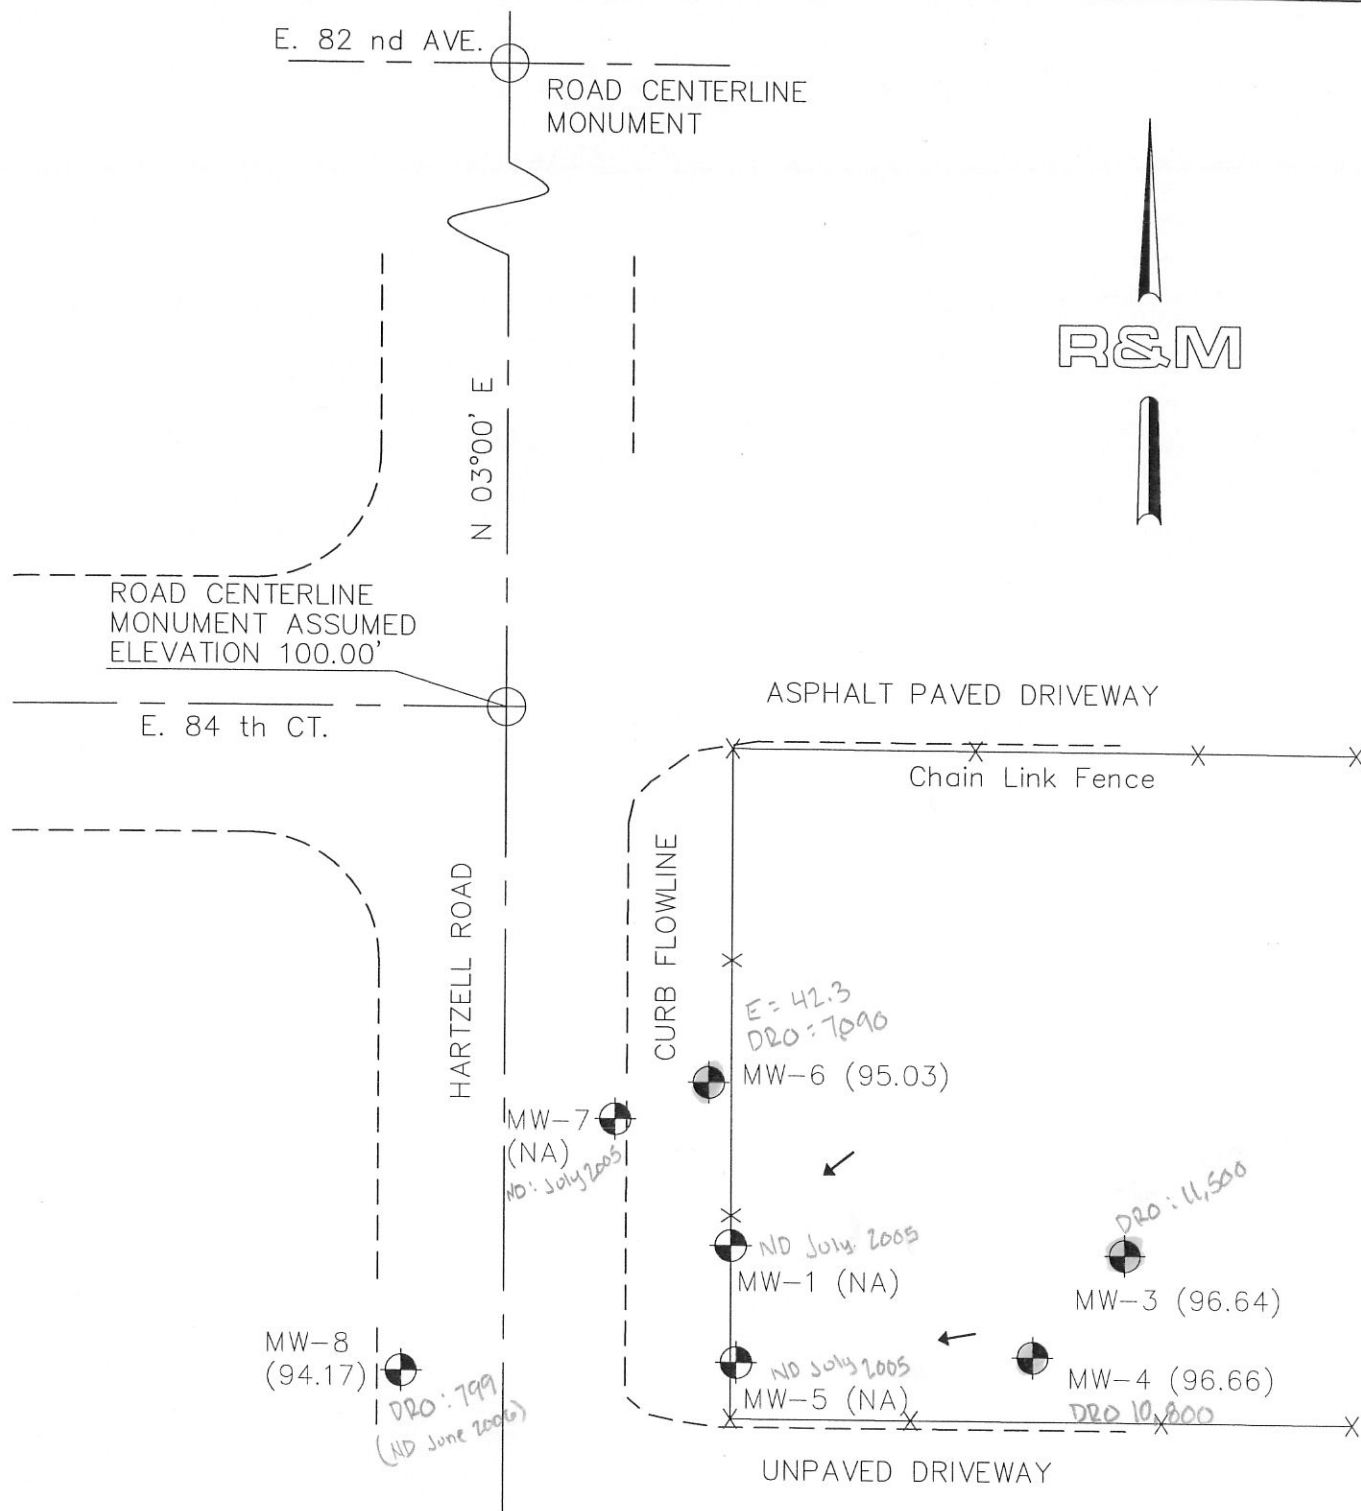 E. 82 nd AVE.
ROAD CENTERLINE
MONUMENT
R&M
N 03°00' E
ROAD CENTERLINE
MONUMENT ASSUMED
ELEVATION 100.00'
E. 84 th CT.
ASPHALT PAVED DRIVEWAY
Chain Link Fence
HARTZELL ROAD
CURB FLOWLINE
E = 42.3
DRO : 7,090
MW-6 (95.03)
MW-7
(NA)
ND: July 2005
ND July 2005
MW-1 (NA)
DRO : 11,500
MW-3 (96.64)
MW-8
(94.17)
DRO : 799
(ND June 2006)
ND July 2005
MW-5 (NA)
MW-4 (96.66)
DRO 10,800
UNPAVED DRIVEWAY